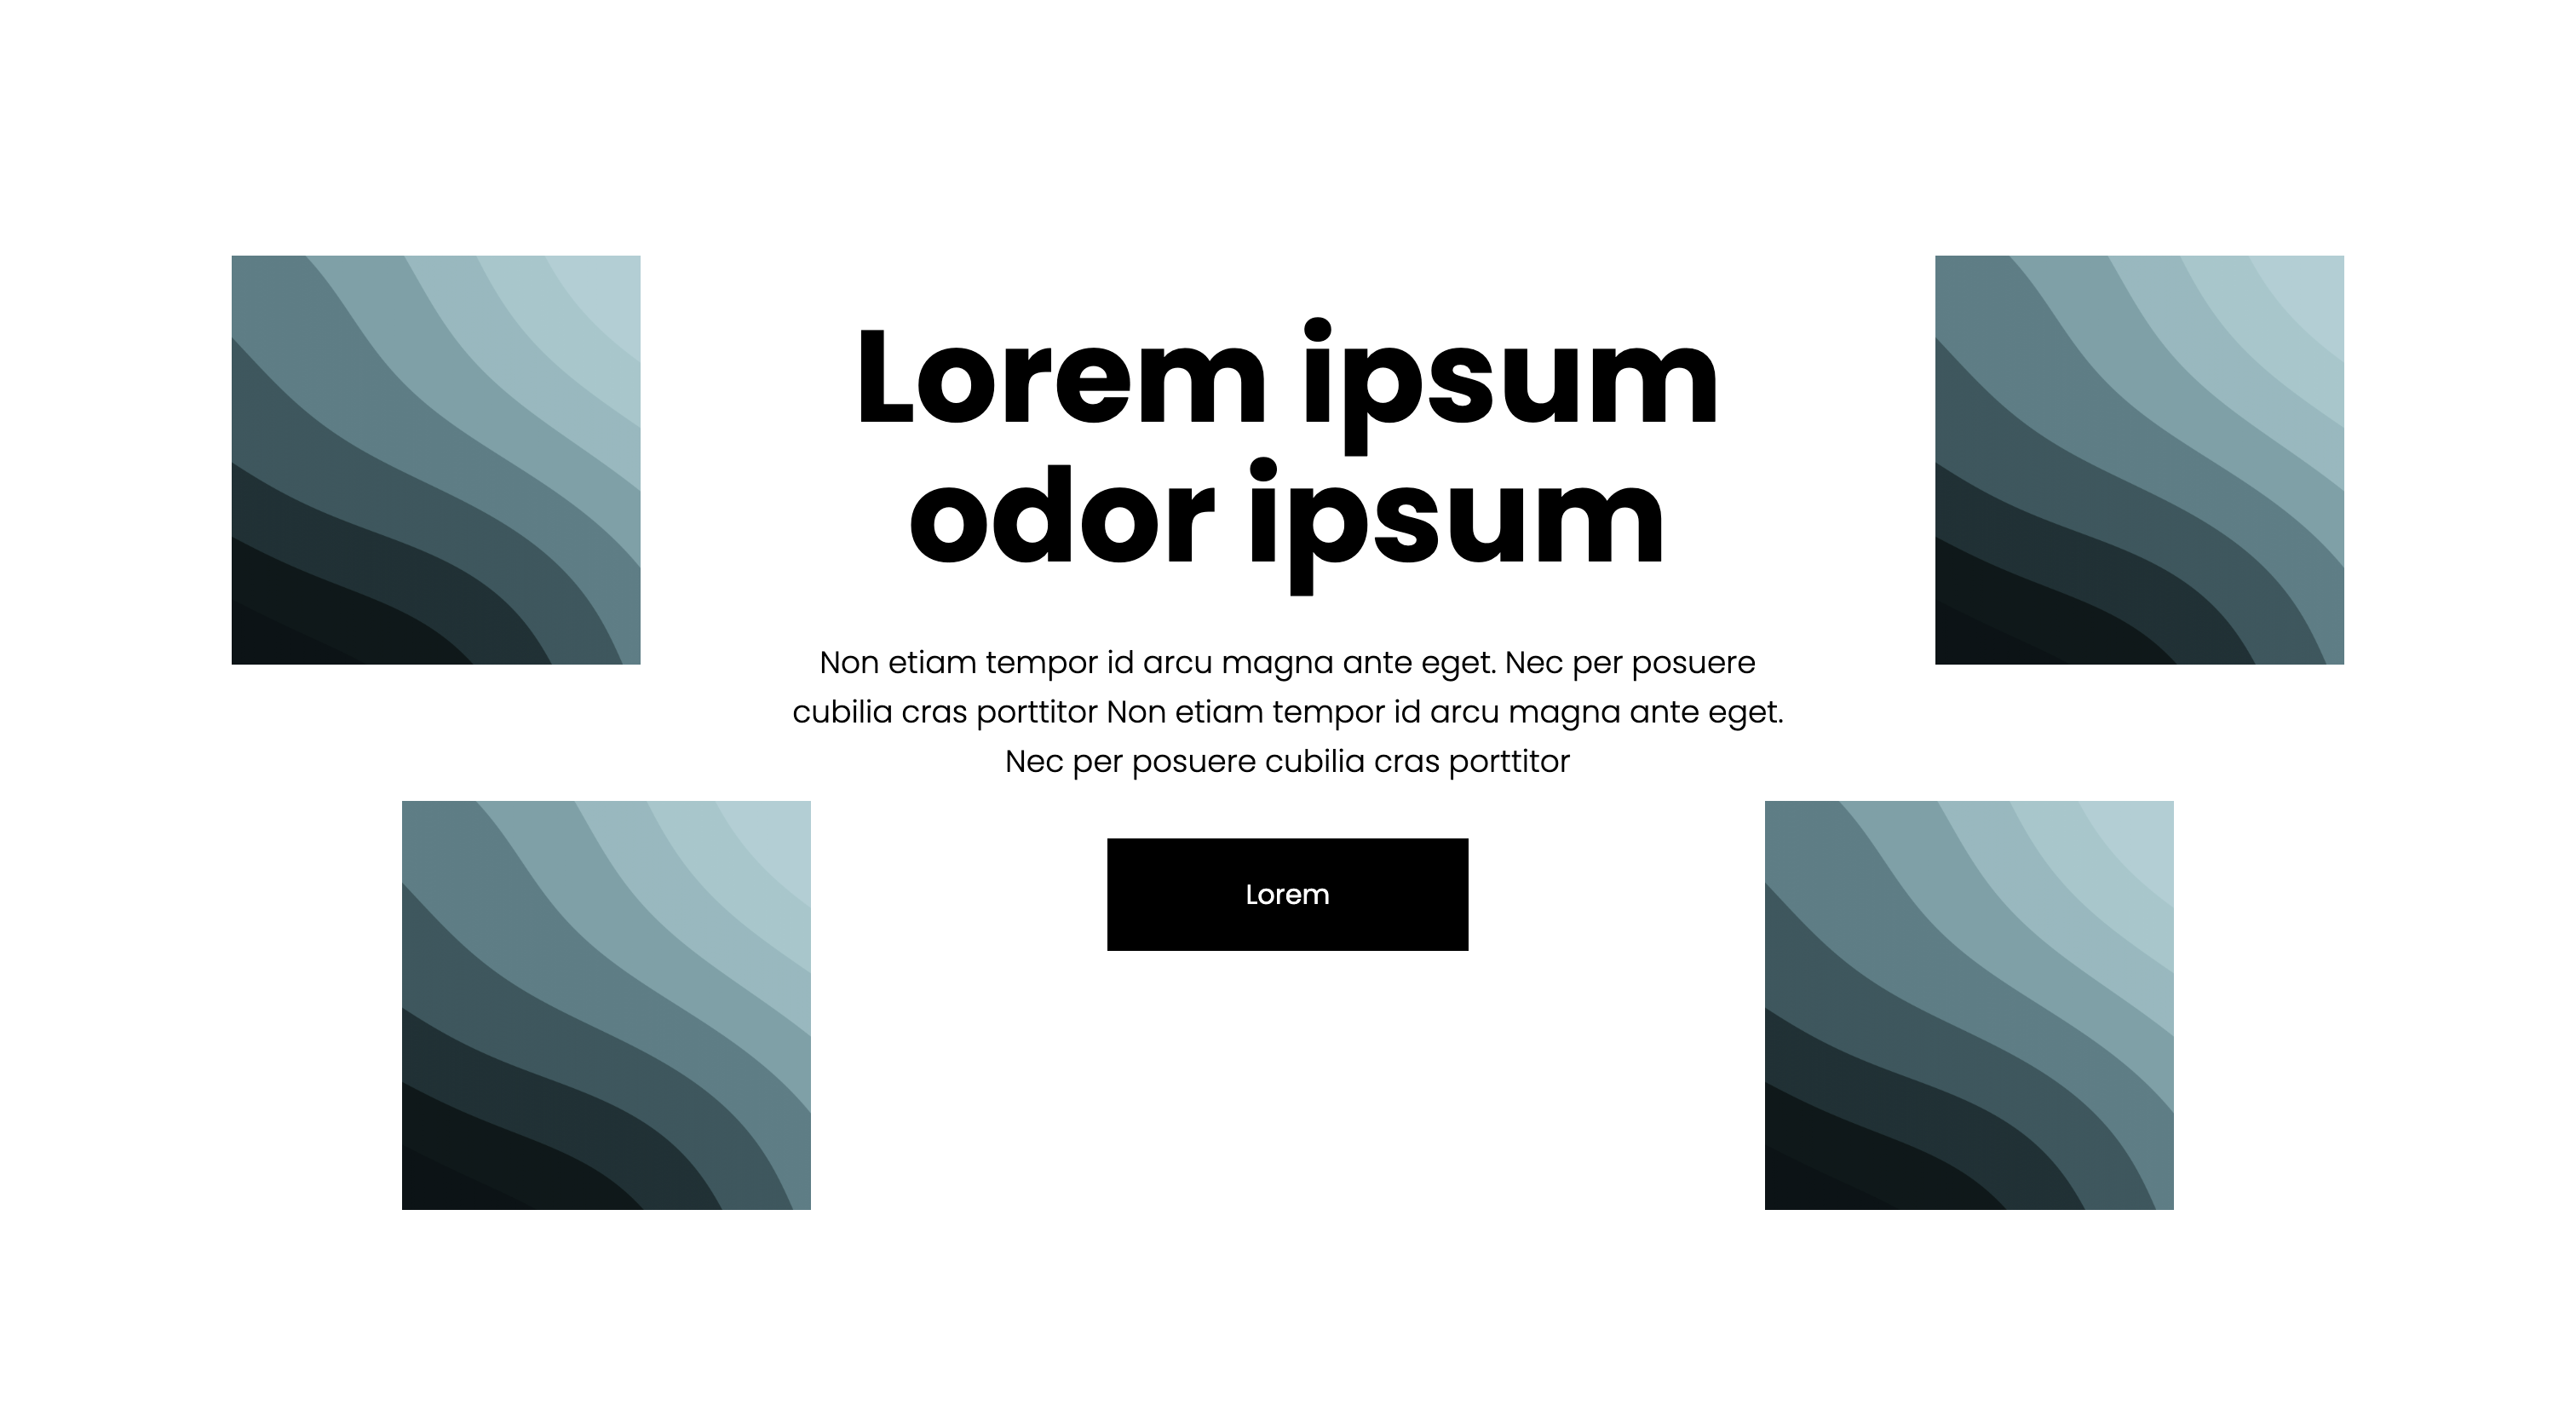 Lorem ipsum
odor ipsum
Non etiam tempor id arcu magna ante eget. Nec per posuere
cubilia cras porttitor Non etiam tempor id arcu magna ante eget.
Nec per posuere cubilia cras porttitor
Lorem